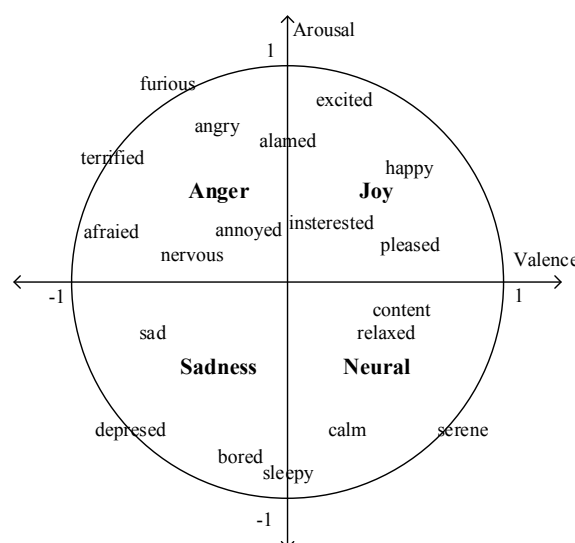 Arousal
1
furious
excited
angry
alamed
terrified
happy
Anger
Joy
insterested
afraied
annoyed
pleased
nervous
Valence
-1
1
content
sad
relaxed
Sadness
Neural
depresed
calm
serene
bored
sleepy
-1